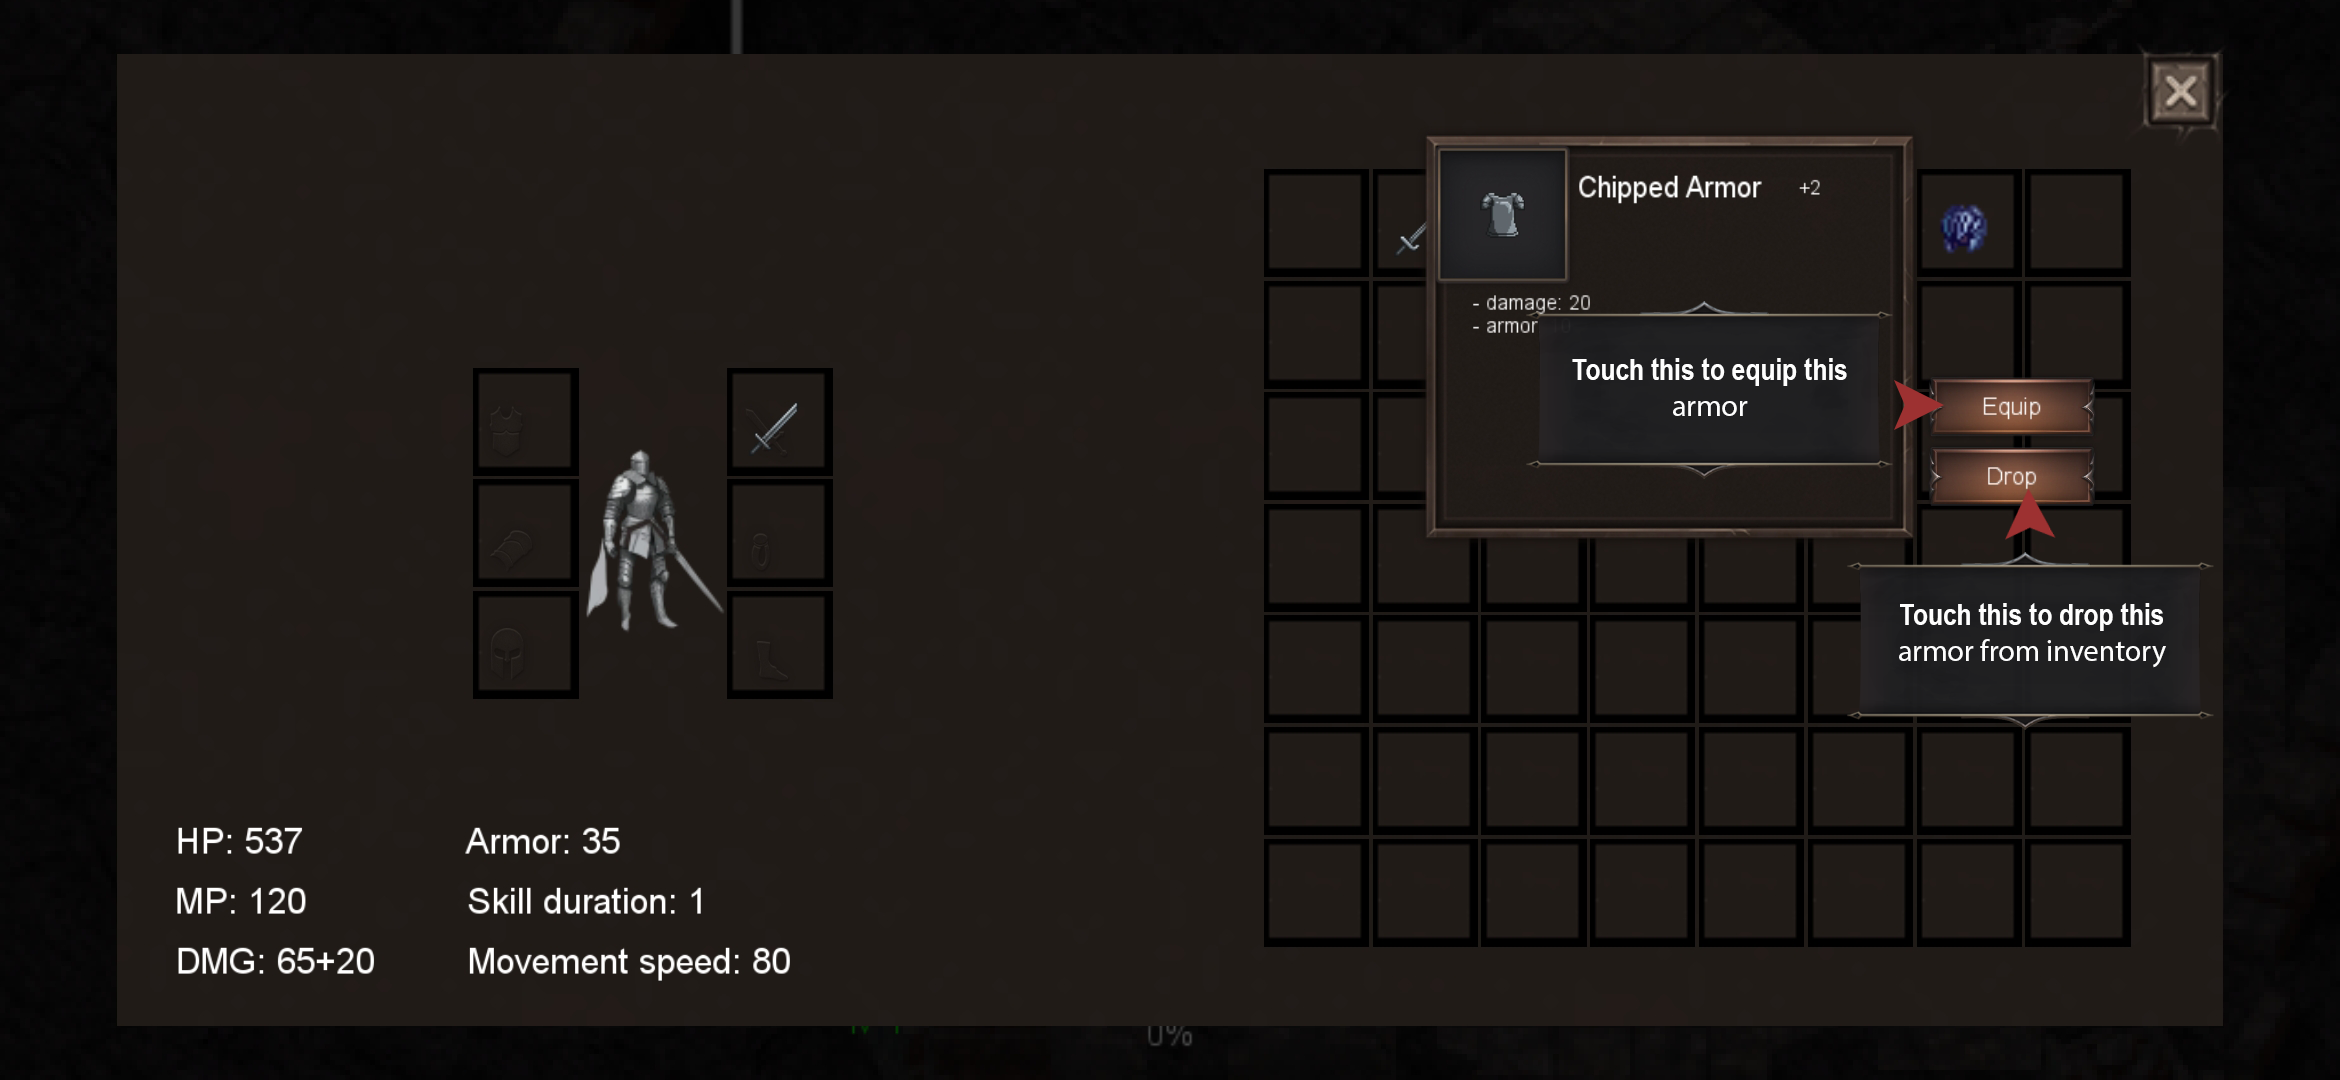 Chipped Armor +2
- damage: 20
- armor
Touch this to equip this
armor
Equip
Drop
Touch this to drop this
armor from inventory
HP: 537
Armor: 35
MP: 120
Skill duration: 1
DMG: 65+20
Movement speed: 80
0%